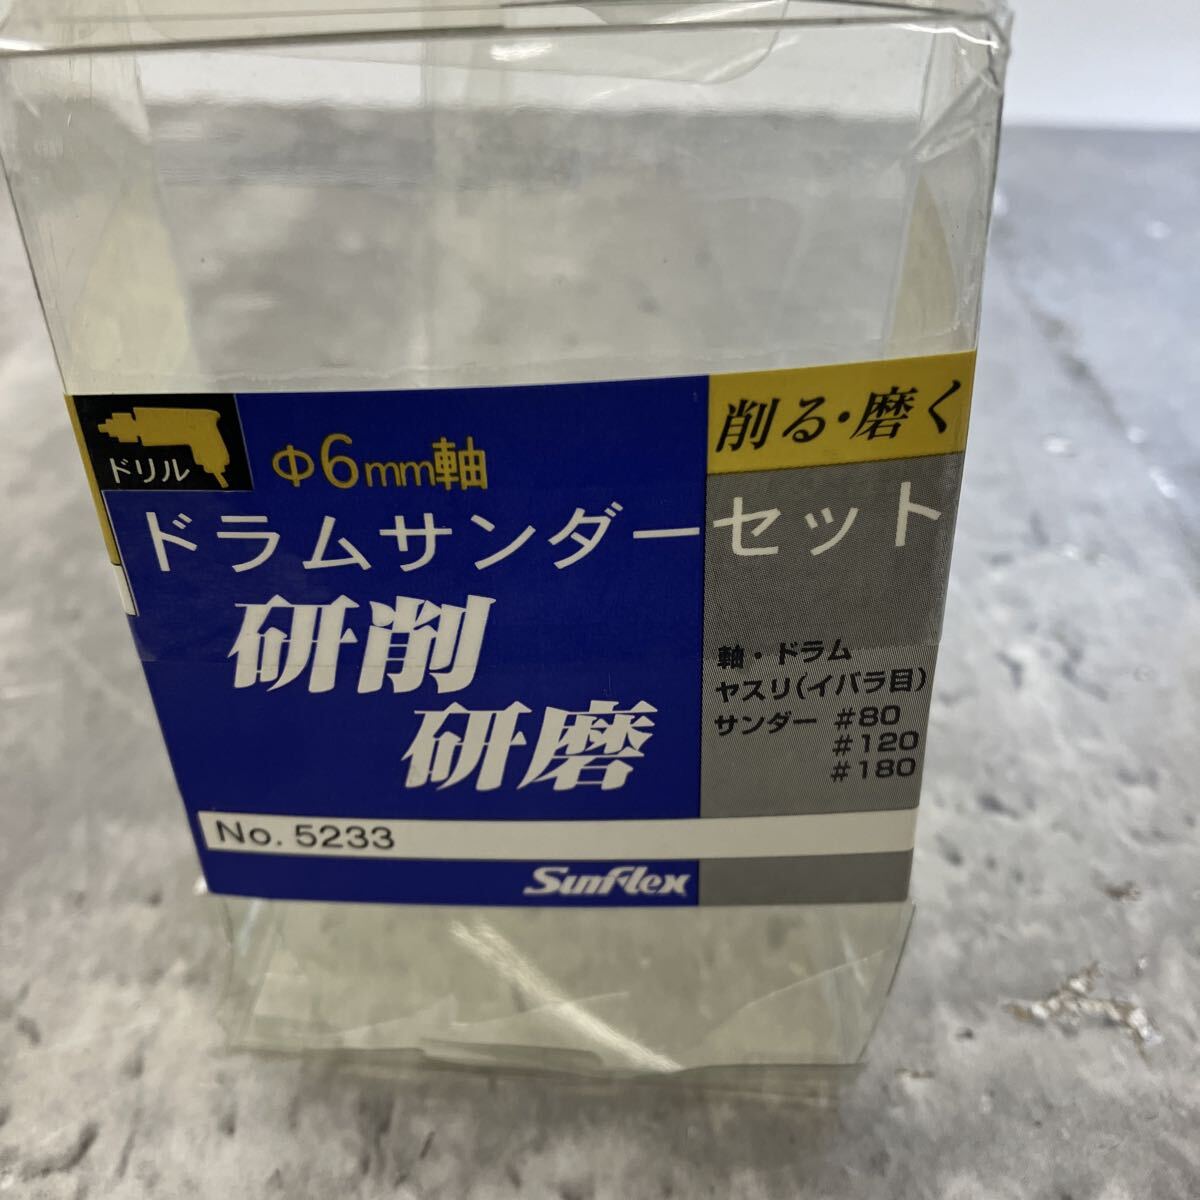 ドリル
Φ6mm軸
削る・磨く
ドラムサンダーセット
研削
研磨
軸・ドラム
ヤスリ(イバラ目)
サンダー #80
#120
#180
No. 5233
Sunflex